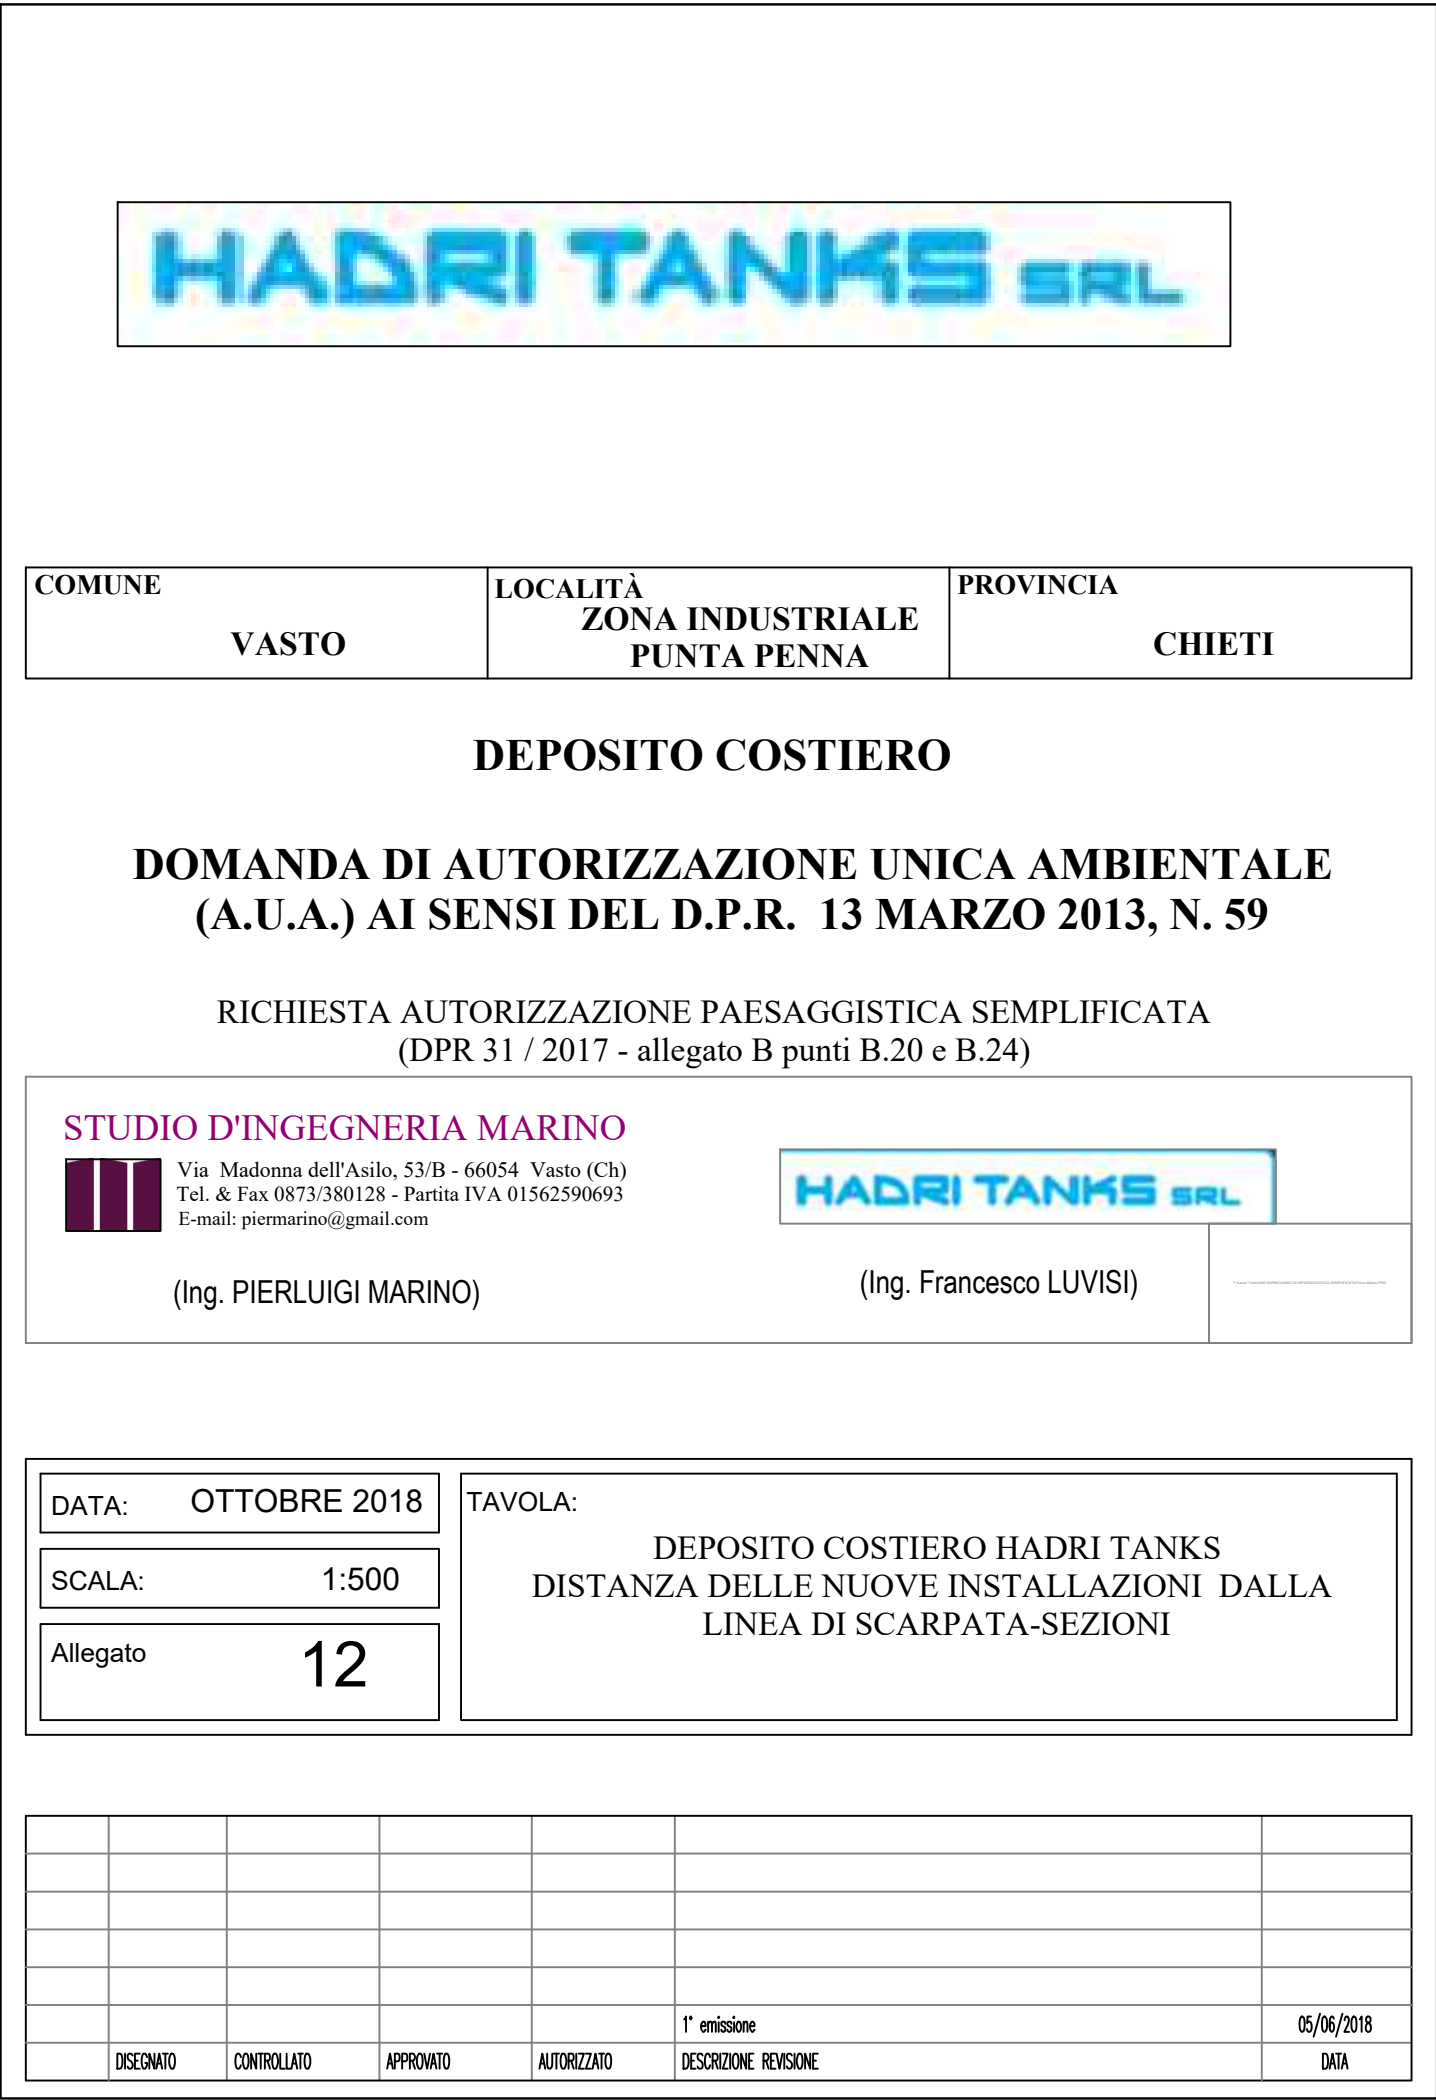 HADRI TANKS SRL
COMUNE
VASTO
LOCALITÀ
ZONA INDUSTRIALE
PUNTA PENNA
PROVINCIA
CHIETI
DEPOSITO COSTIERO
DOMANDA DI AUTORIZZAZIONE UNICA AMBIENTALE
(A.U.A.) AI SENSI DEL D.P.R. 13 MARZO 2013, N. 59
RICHIESTA AUTORIZZAZIONE PAESAGGISTICA SEMPLIFICATA
(DPR 31 / 2017 - allegato B punti B.20 e B.24)
STUDIO D'INGEGNERIA MARINO
Via Madonna dell'Asilo, 53/B - 66054 Vasto (Ch)
Tel. & Fax 0873/380128 - Partita IVA 01562590693
E-mail: piermarino@gmail.com
(Ing. PIERLUIGI MARINO)
HADRI TANKS SRL
(Ing. Francesco LUVISI)
DATA: OTTOBRE 2018
SCALA: 1:500
Allegato 12
TAVOLA:
DEPOSITO COSTIERO HADRI TANKS
DISTANZA DELLE NUOVE INSTALLAZIONI DALLA
LINEA DI SCARPATA-SEZIONI
1° emissione 05/06/2018
DISEGNATO CONTROLLATO APPROVATO AUTORIZZATO DESCRIZIONE REVISIONE DATA